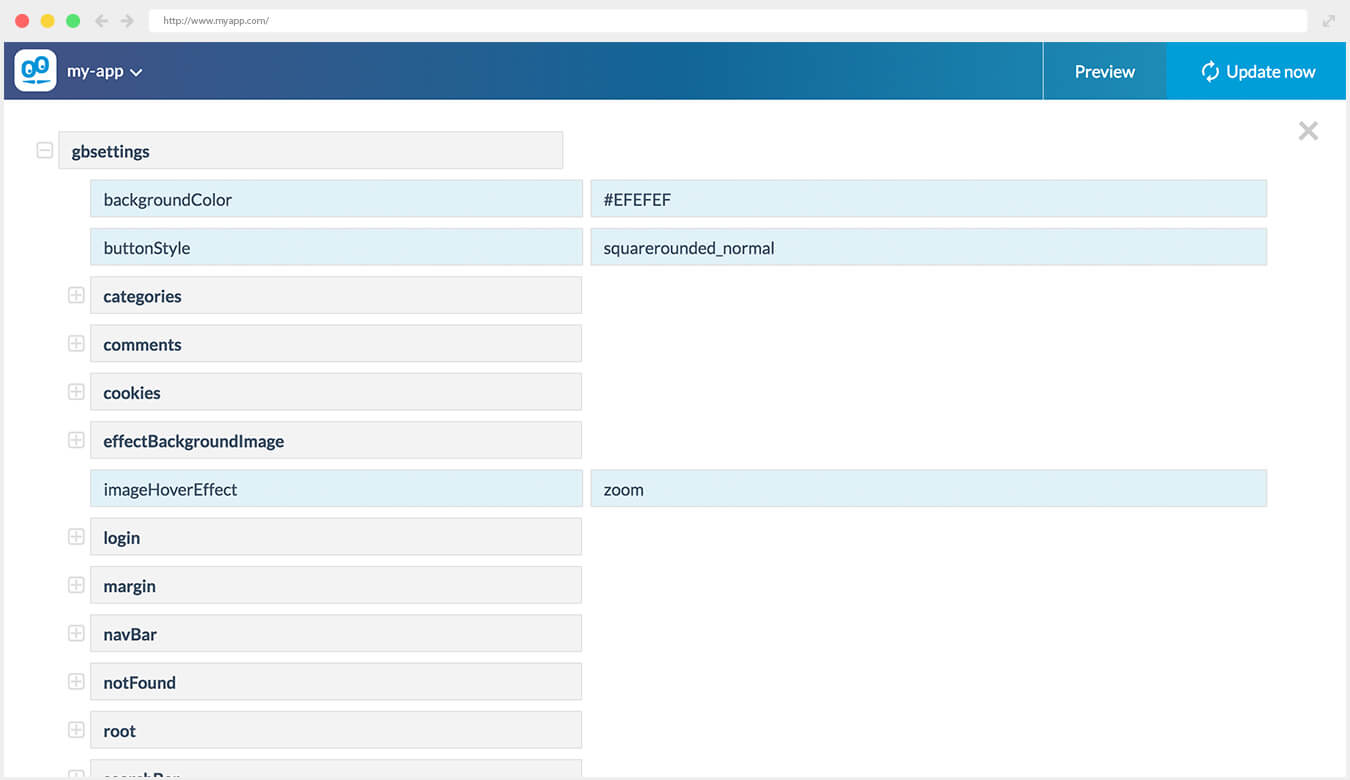 http://www.myapp.com/
my-app
Preview
Update now
gbsettings
backgroundColor #EFEFEF
buttonStyle squarerounded_normal
categories
comments
cookies
effectBackgroundImage
imageHoverEffect zoom
login
margin
navBar
notFound
root